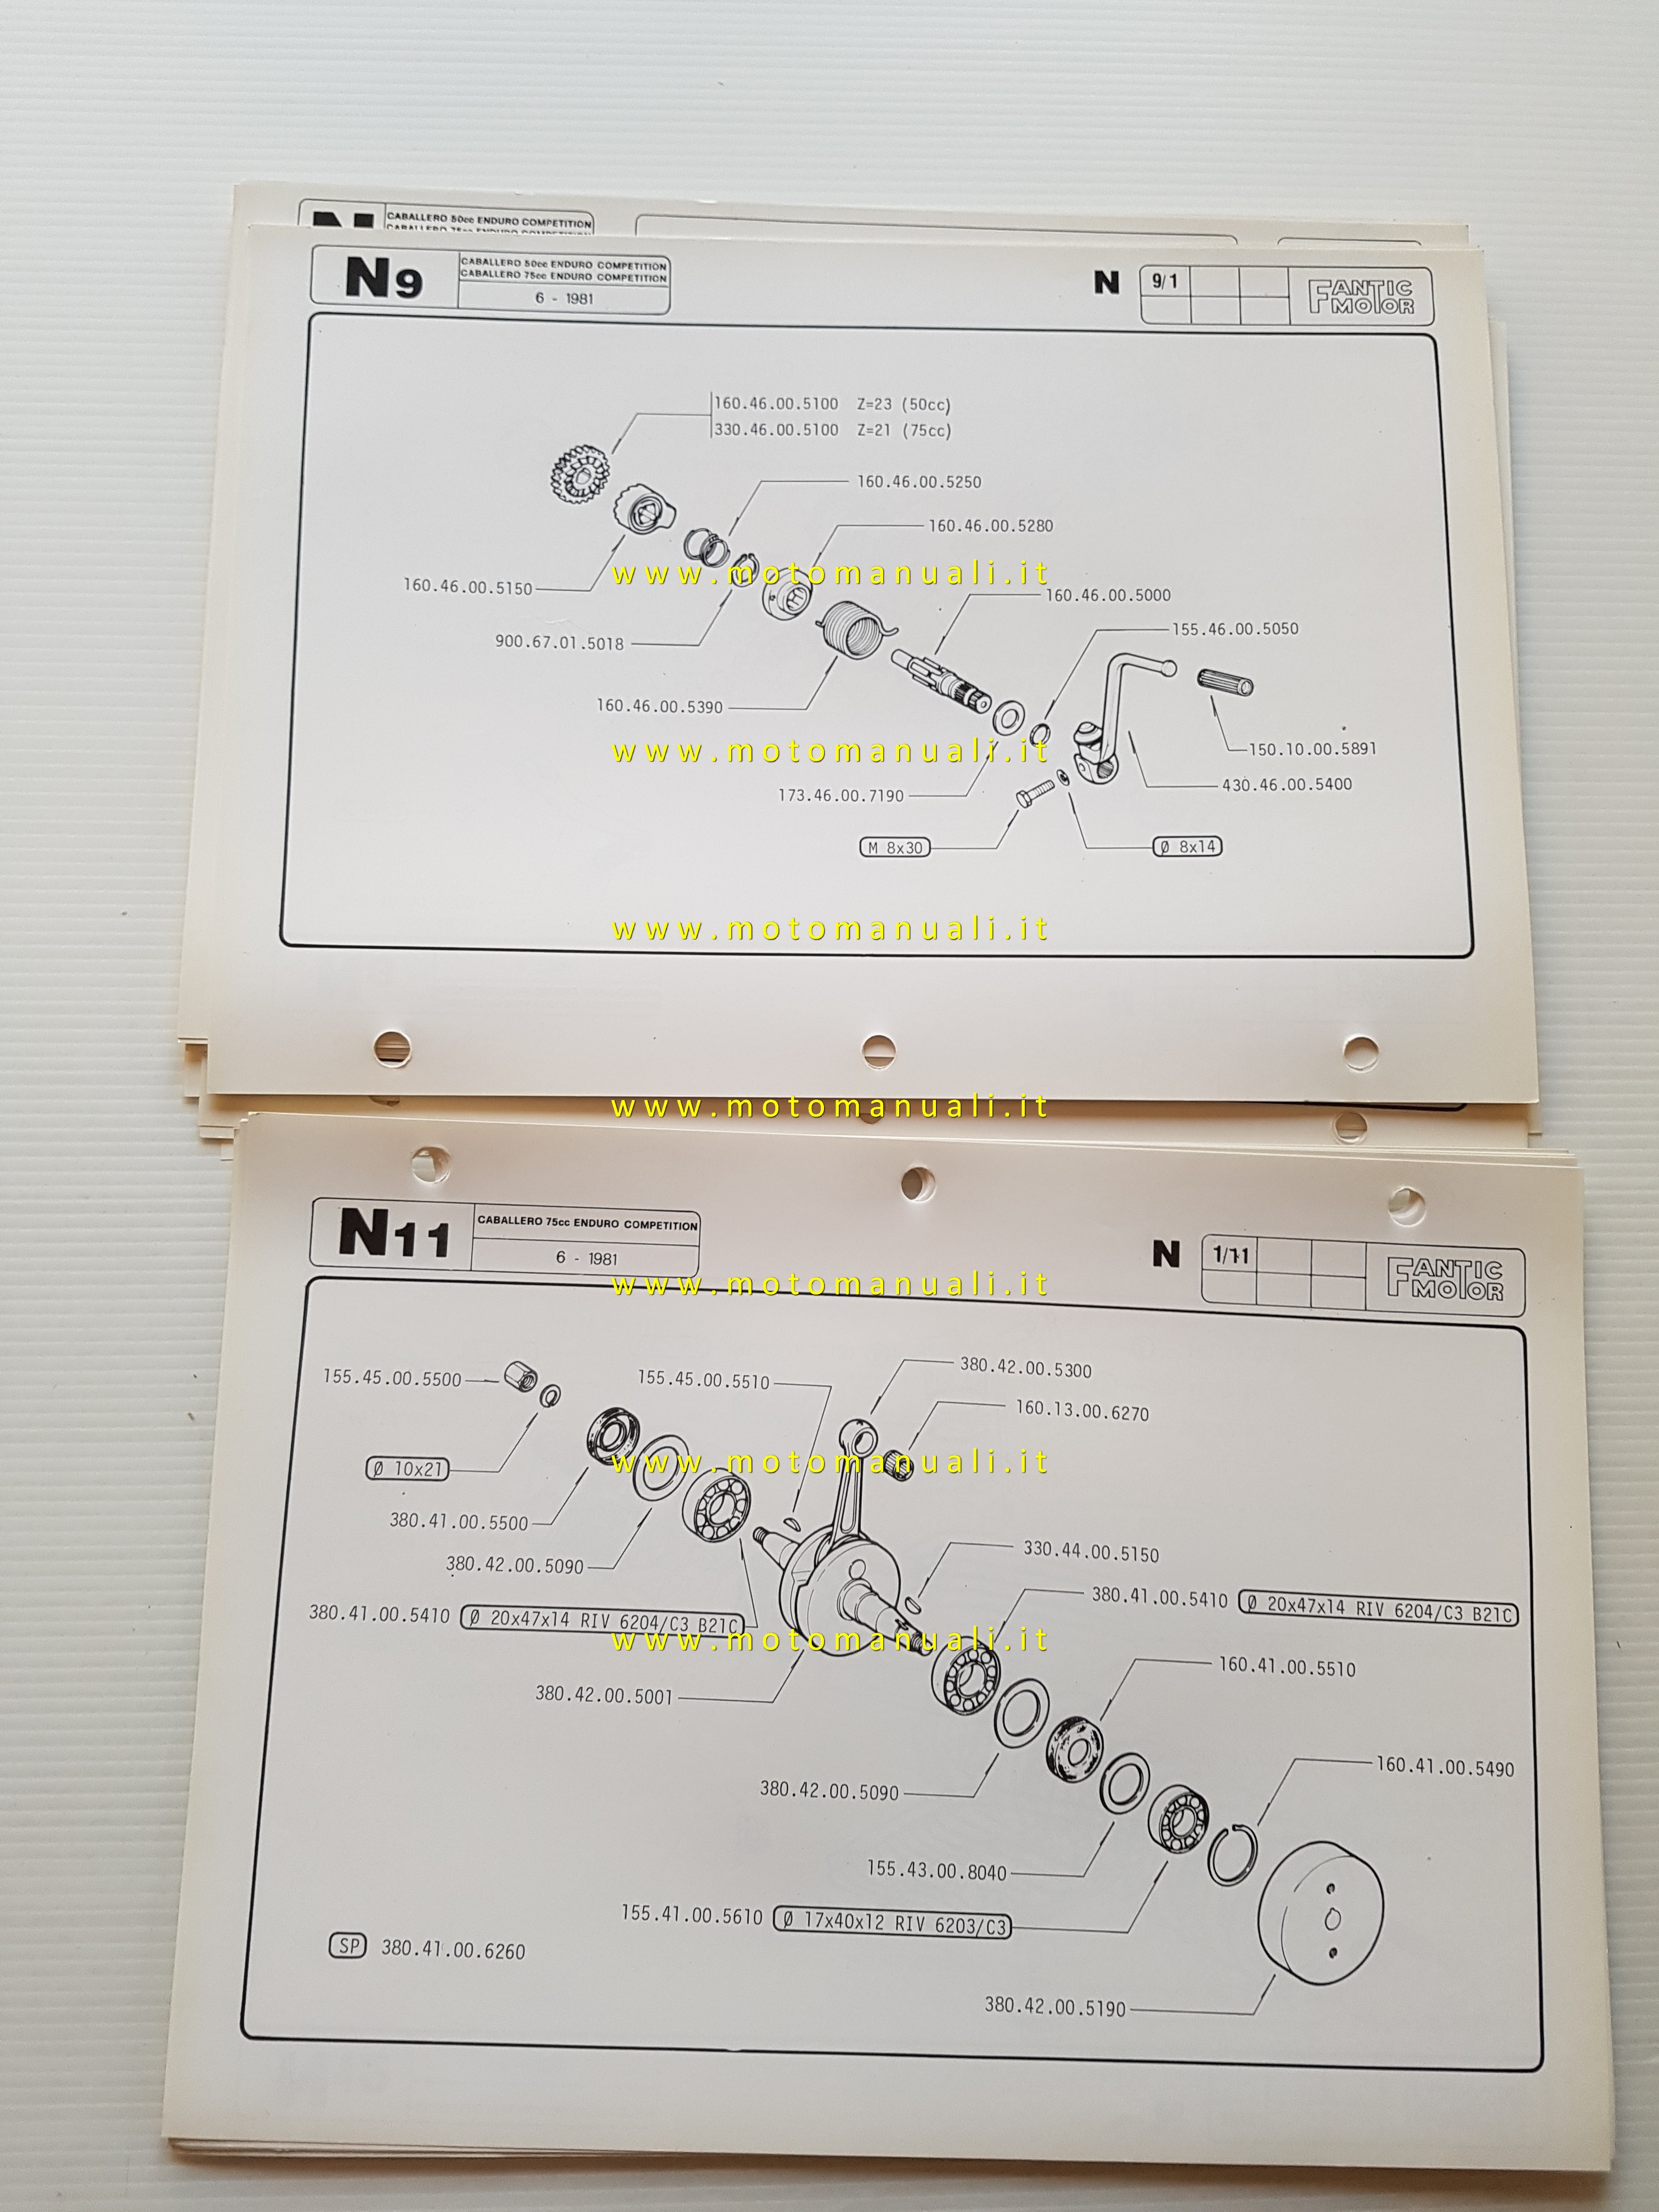 CABALLERO 50cc ENDURO COMPETITION
CABALLERO 75cc ENDURO COMPETITION
N9
CABALLERO 50cc ENDURO COMPETITION
CABALLERO 75cc ENDURO COMPETITION
6 - 1981
N
9/1
FANTIC
MOTOR
160.46.00.5100 Z=23 (50cc)
330.46.00.5100 Z=21 (75cc)
160.46.00.5250
160.46.00.5280
www.motomanuali.it
160.46.00.5150
160.46.00.5000
155.46.00.5050
900.67.01.5018
160.46.00.5390
www.motomanuali.it
150.10.00.5891
430.46.00.5400
173.46.00.7190
M 8x30
Ø 8x14
www.motomanuali.it
www.motomanuali.it
N11
CABALLERO 75cc ENDURO COMPETITION
6 - 1981
N
1/11
FANTIC
MOTOR
www.motomanuali.it
155.45.00.5500
155.45.00.5510
380.42.00.5300
160.13.00.6270
Ø 10x21
www.motomanuali.it
380.41.00.5500
380.42.00.5090
330.44.00.5150
380.41.00.5410 Ø 20x47x14 RIV 6204/C3 B21C
380.41.00.5410 Ø 20x47x14 RIV 6204/C3 B21C
www.motomanuali.it
160.41.00.5510
380.42.00.5001
380.42.00.5090
160.41.00.5490
155.43.00.8040
155.41.00.5610 Ø 17x40x12 RIV 6203/C3
SP 380.41.00.6260
380.42.00.5190